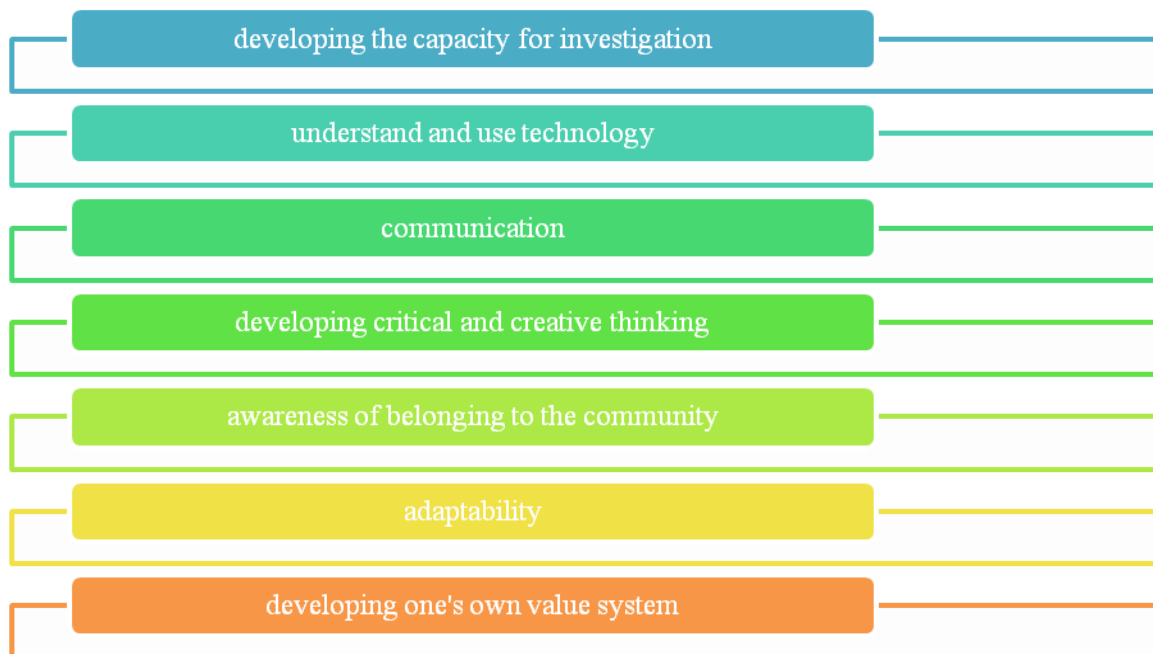 developing the capacity for investigation
understand and use technology
communication
developing critical and creative thinking
awareness of belonging to the community
adaptability
developing one's own value system